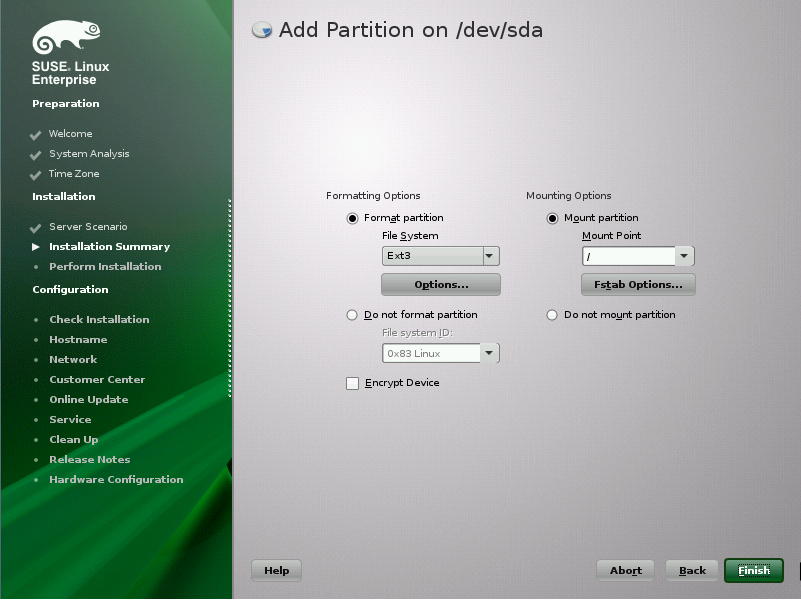 SUSE. Linux
Enterprise
Preparation
Welcome
System Analysis
Time Zone
Installation
Server Scenario
Installation Summary
Perform Installation
Configuration
Check Installation
Hostname
Network
Customer Center
Online Update
Service
Clean Up
Release Notes
Hardware Configuration
Add Partition on /dev/sda
Formatting Options
Format partition
File System
Ext3
Options...
Do not format partition
File system ID:
0x83 Linux
Encrypt Device
Mounting Options
Mount partition
Mount Point
/
Fstab Options...
Do not mount partition
Help
Abort
Back
Finish